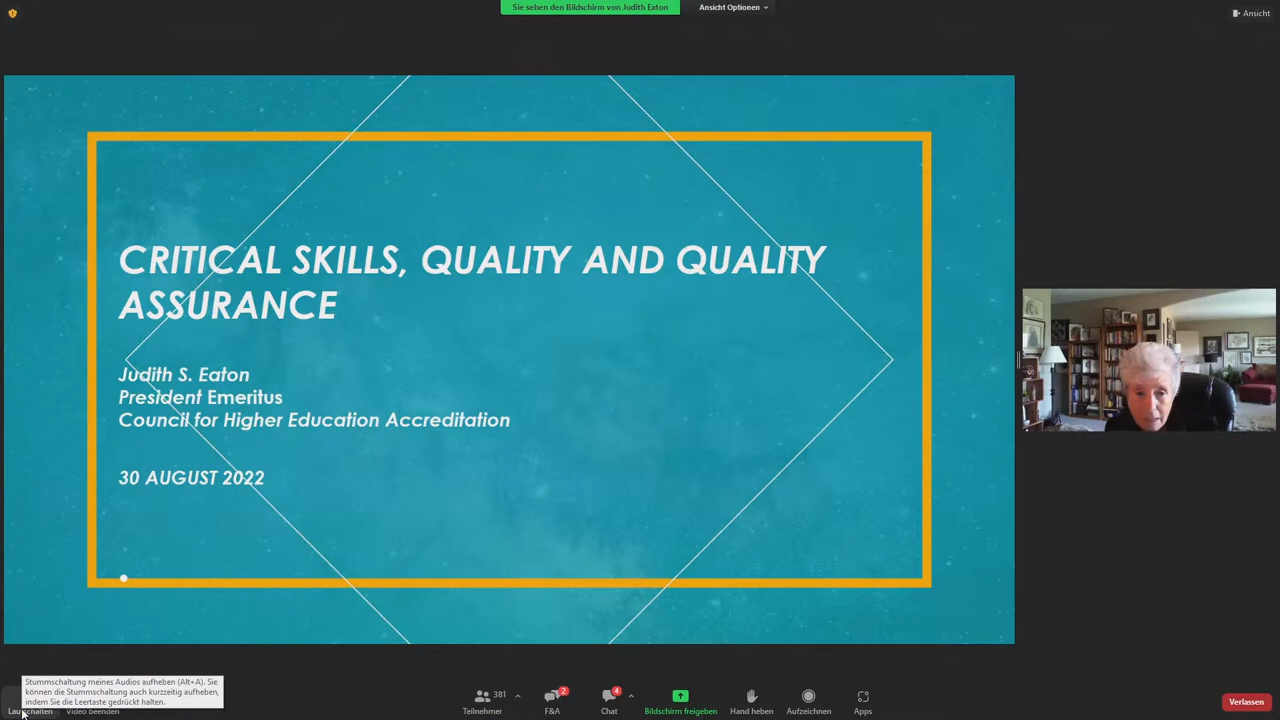 Sie sehen den Bildschirm von Judith Eaton
Ansicht Optionen
Ansicht
CRITICAL SKILLS, QUALITY AND QUALITY
ASSURANCE
Judith S. Eaton
President Emeritus
Council for Higher Education Accreditation
30 AUGUST 2022
Stummschaltung meines Audios aufheben (Alt+A). Sie
können die Stummschaltung auch kurzzeitig aufheben,
indem Sie die Leertaste gedrückt halten.
Video beenden
381
Teilnehmer
2
F&A
4
Chat
Bildschirm freigeben
Hand heben
Aufzeichnen
Apps
Verlassen